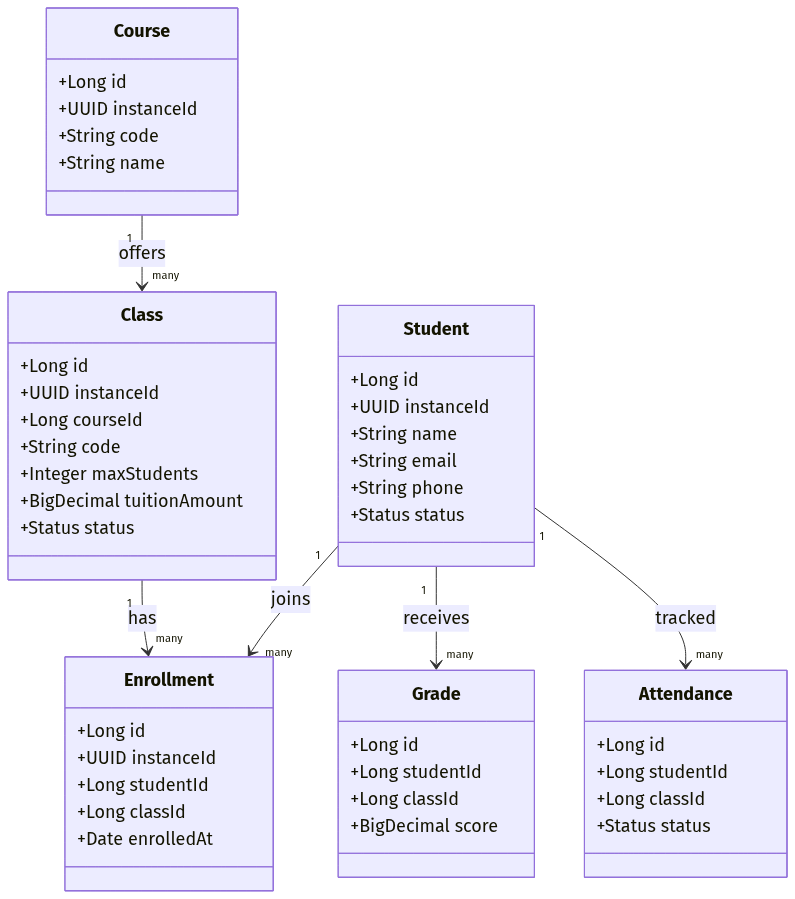 Course
+Long id
+UUID instanceId
+String code
+String name
1
offers
many
Class
+Long id
+UUID instanceId
+Long courseId
+String code
+Integer maxStudents
+BigDecimal tuitionAmount
+Status status
Student
+Long id
+UUID instanceId
+String name
+String email
+String phone
+Status status
1
has
many
1
joins
many
1
receives
many
1
tracked
many
Enrollment
+Long id
+UUID instanceId
+Long studentId
+Long classId
+Date enrolledAt
Grade
+Long id
+Long studentId
+Long classId
+BigDecimal score
Attendance
+Long id
+Long studentId
+Long classId
+Status status